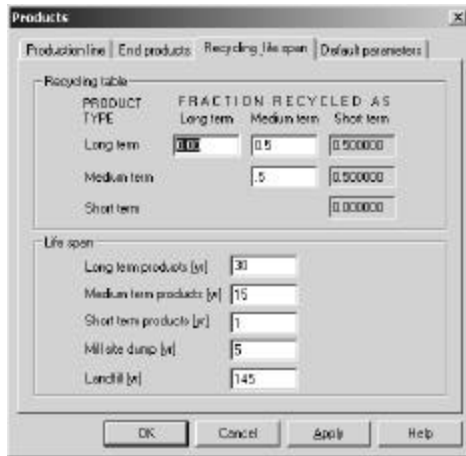 Products
Production line End products Recycling, life span Default parameters
Recycling table
PRODUCT FRACTION RECYCLED AS
TYPE Long term Medium term Short term
Long term 0.00 0.5 0.500000
Medium term .5 0.500000
Short term 0.000000
Life span
Long term products [yr] 30
Medium term products [yr] 15
Short term products [yr] 1
Mill site dump [yr] 5
Landfill [yr] 145
OK Cancel Apply Help